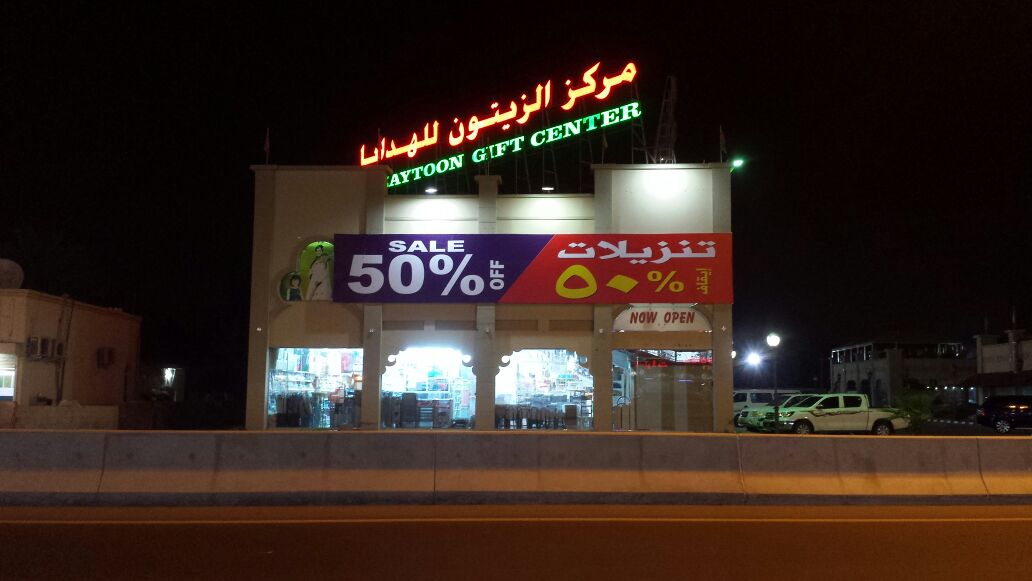 مركز الزيتون للهدايا
ZAYTOON GIFT CENTER
SALE
50% OFF
تنزيلات
٥٠%
NOW OPEN